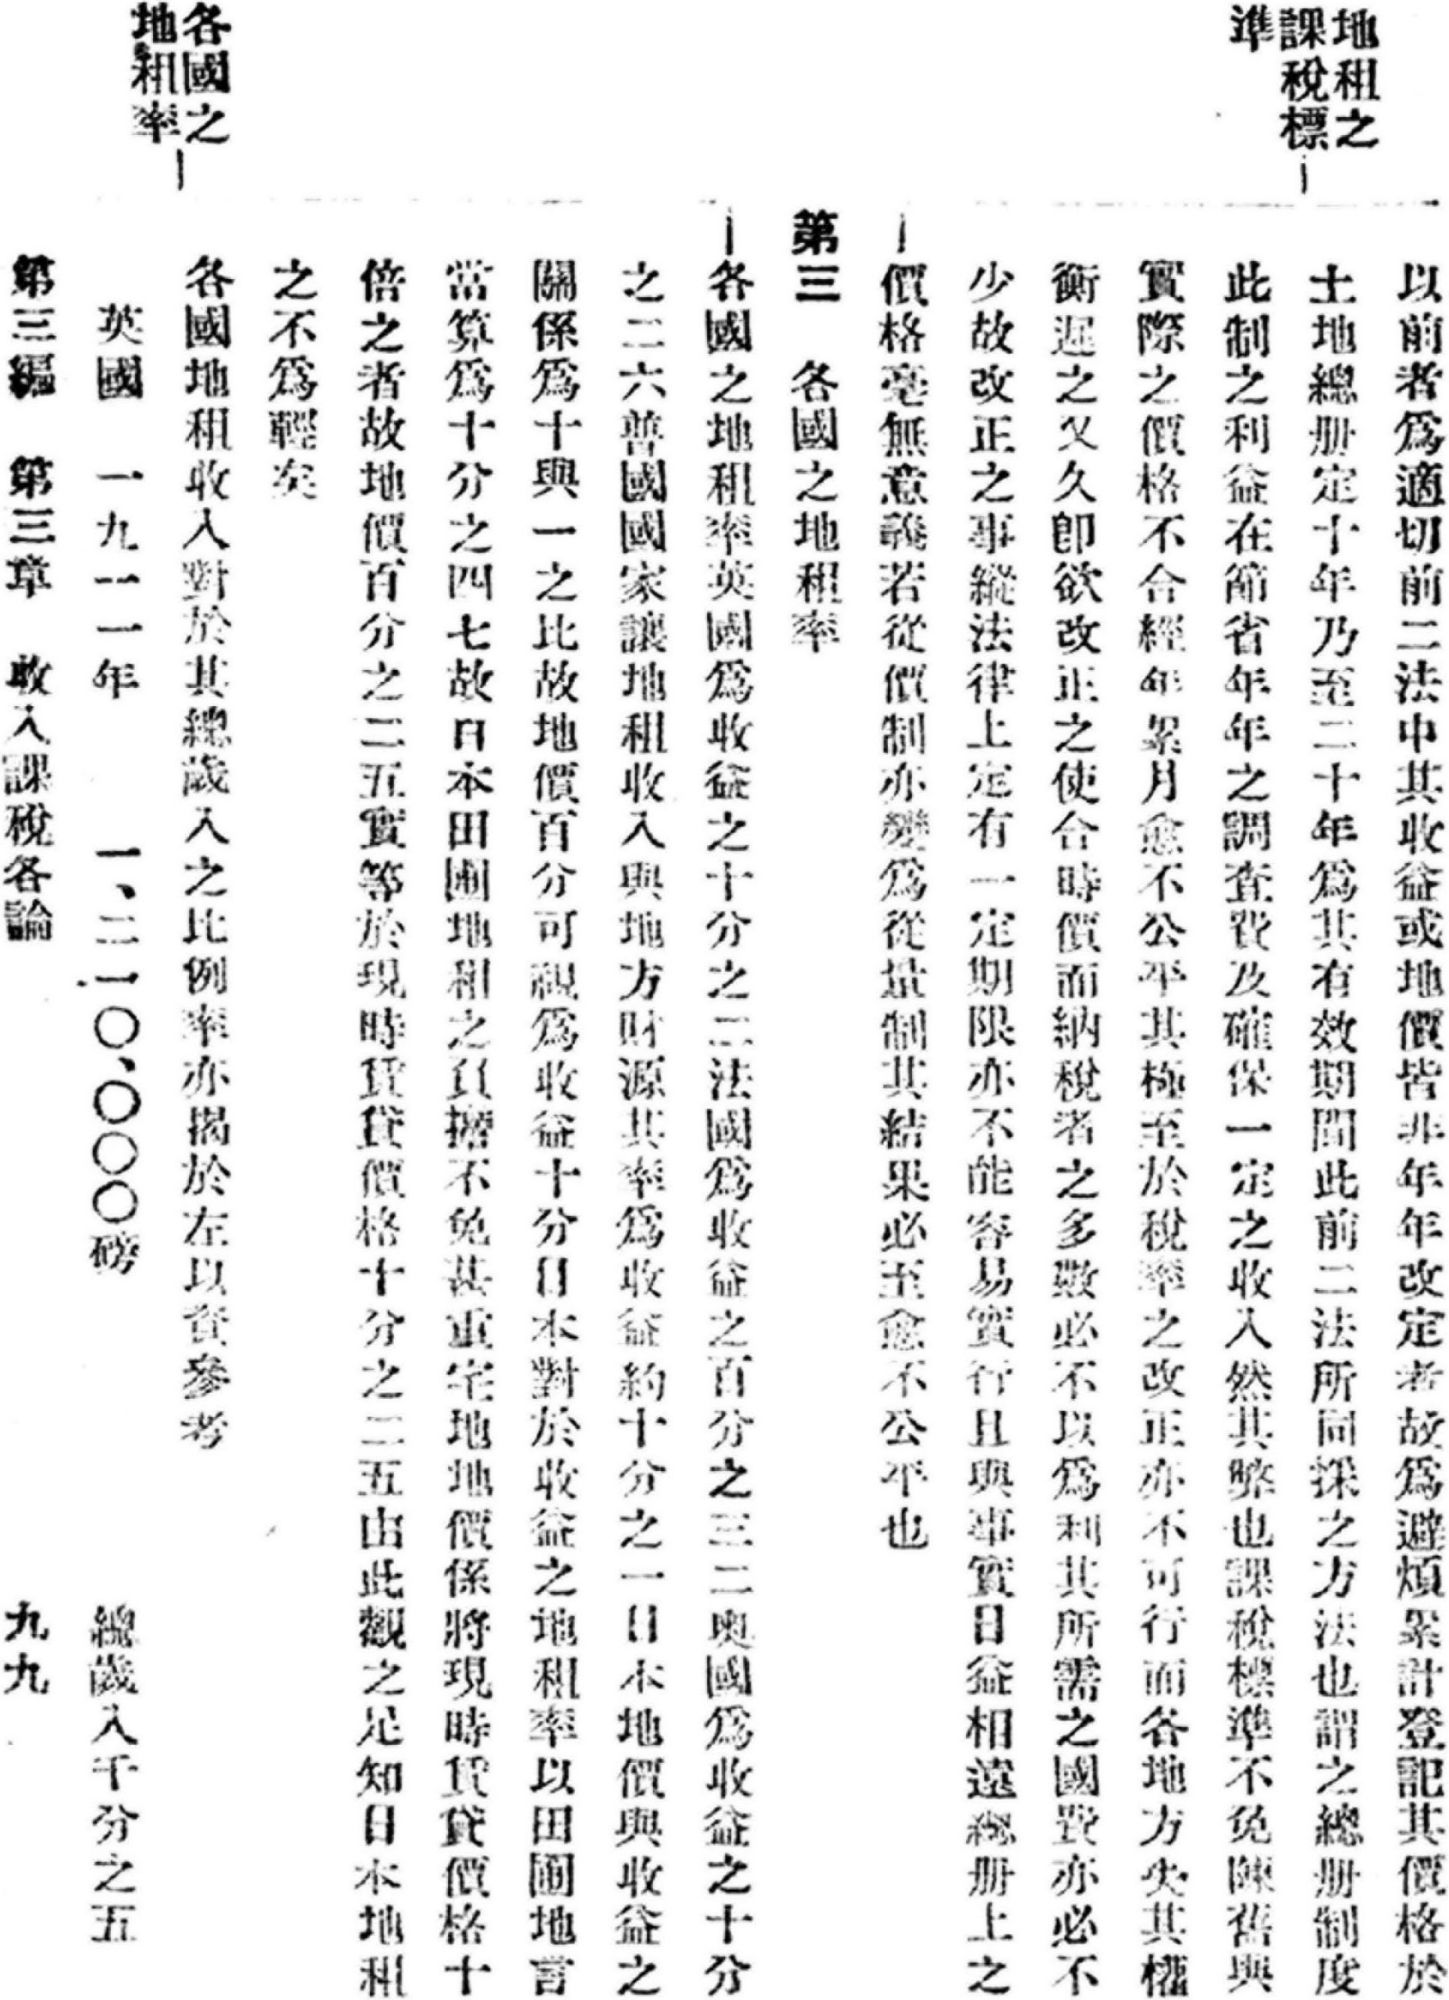 地租之
課稅標
準
以前者爲適切前二法中其收益或地價皆非年年改定者故爲避煩累計登記其價格於
土地總册定十年乃至二十年爲其有效期間此前二法所同採之方法也謂之總册制度
此制之利益在節省年年之調查費及確保一定之收入然其弊也課稅標準不免陳舊與
實際之價格不合經年累月愈不公平其極至於稅率之改正亦不可行而各地方失其權
衡遲之又久卽欲改正之使合時價而納稅者之多數必不以爲利其所需之國費亦必不
少故改正之事縱法律上定有一定期限亦不能容易實行且與事實日益相遠總册上之
價格毫無意義若從價制亦變爲從量制其結果必至愈不公平也
第三　各國之地租率
各國之地租率英國爲收益之十分之二法國爲收益之百分之三二奥國爲收益之十分
之二六普國國家讓地租收入與地方財源其率爲收益約十分之一日本地價與收益之
關係爲十與一之比故地價百分可視爲收益十分日本對於收益之地租率以田圃地言
當算爲十分之四七故日本田圃地租之負擔不免甚重宅地地價係將現時賃貸價格十
倍之者故地價百分之二五實等於現時賃貸價格十分之二五由此觀之足知日本地租
之不爲輕矣
各國之
地租率
各國地租收入對於其總歲入之比例率亦揭於左以資參考
英國　一九一一年　一、二一〇、〇〇〇磅　總歲入千分之五
第三編　第三章　收入課稅各論　九九